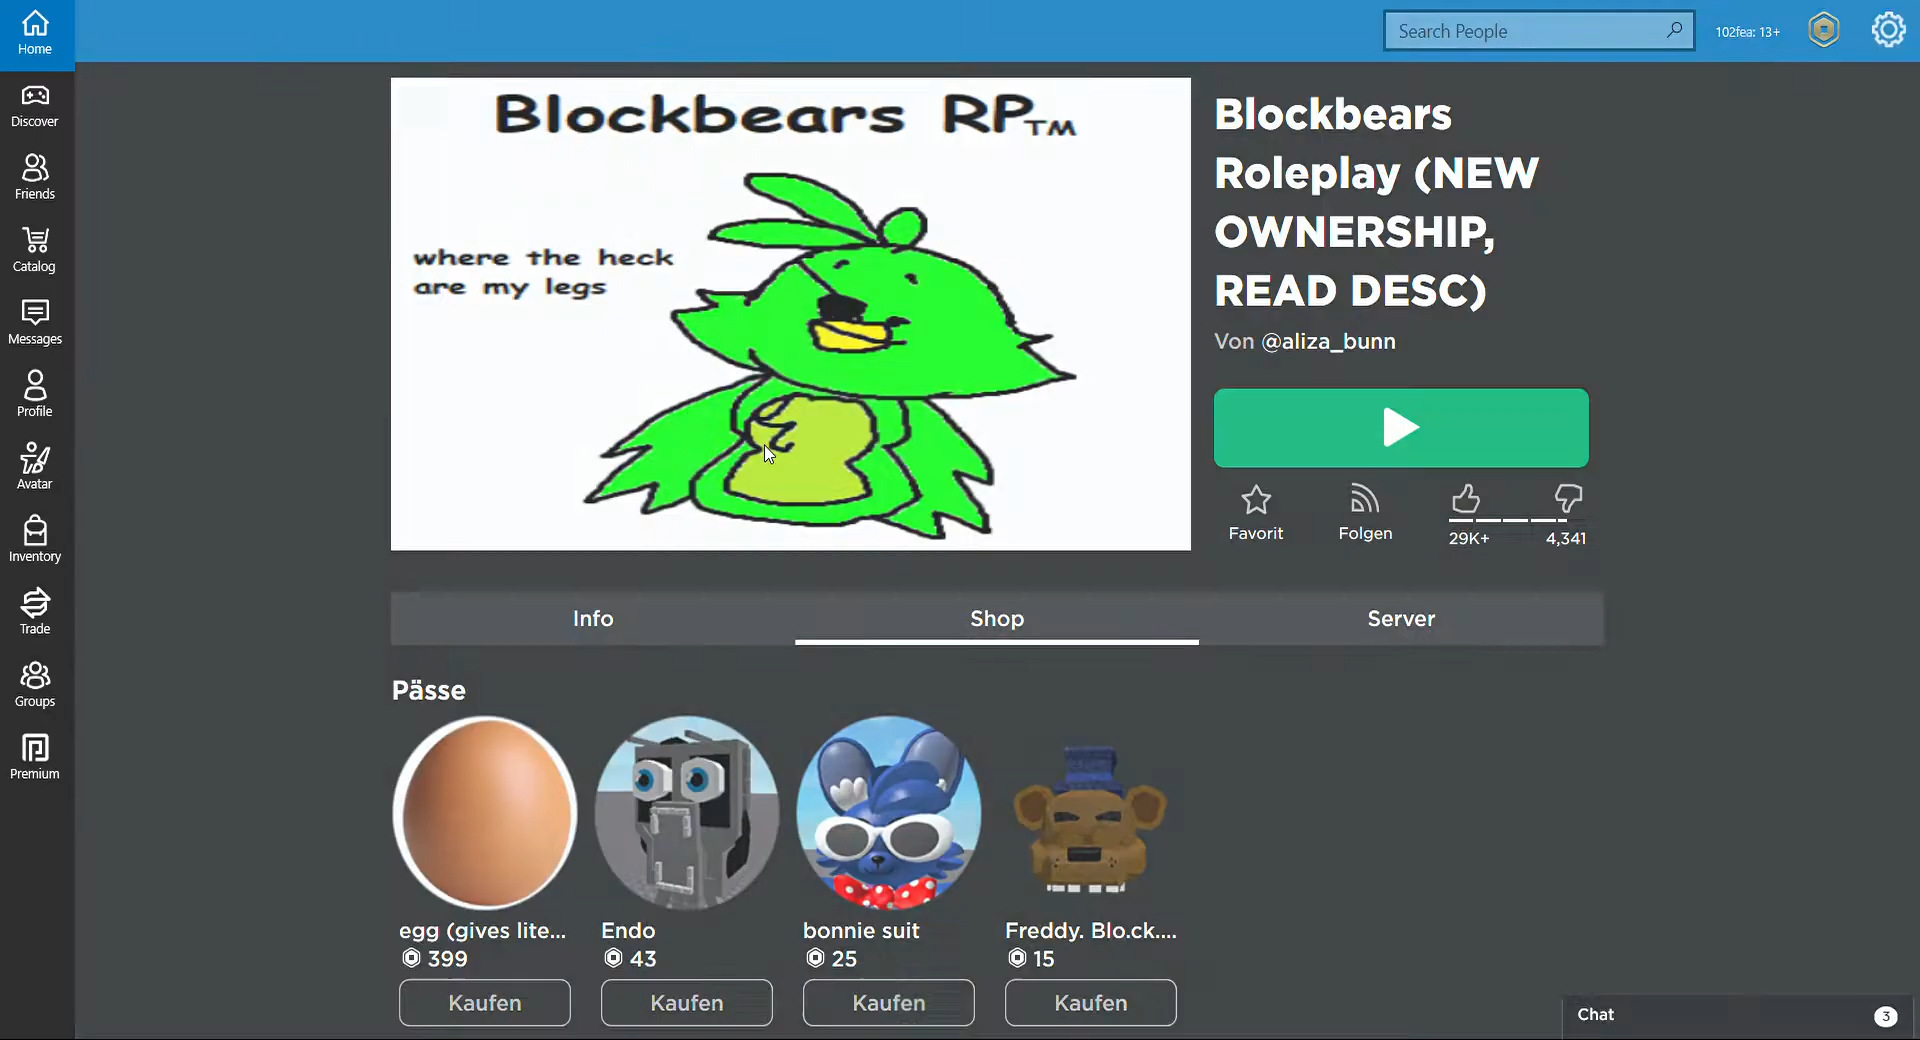 Home
Search People
102fea: 13+
Discover
Friends
Catalog
Messages
Profile
Avatar
Inventory
Trade
Groups
Premium
Blockbears RP™
where the heck
are my legs
Blockbears
Roleplay (NEW
OWNERSHIP,
READ DESC)
Von @aliza_bunn
Favorit
Folgen
29K+
4,341
Info
Shop
Server
Pässe
egg (gives lite...
399
Kaufen
Endo
43
Kaufen
bonnie suit
25
Kaufen
Freddy. Blo.ck....
15
Kaufen
Chat
3